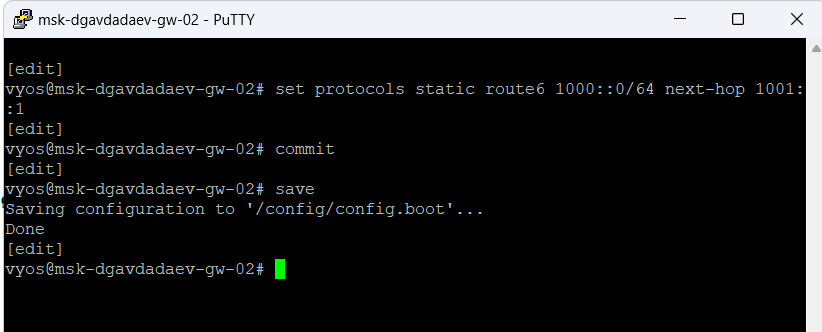 msk-dgavdadaev-gw-02 - PuTTY
[edit]
vyos@msk-dgavdadaev-gw-02# set protocols static route6 1000::0/64 next-hop 1001:
:1
[edit]
vyos@msk-dgavdadaev-gw-02# commit
[edit]
vyos@msk-dgavdadaev-gw-02# save
Saving configuration to '/config/config.boot'...
Done
[edit]
vyos@msk-dgavdadaev-gw-02#